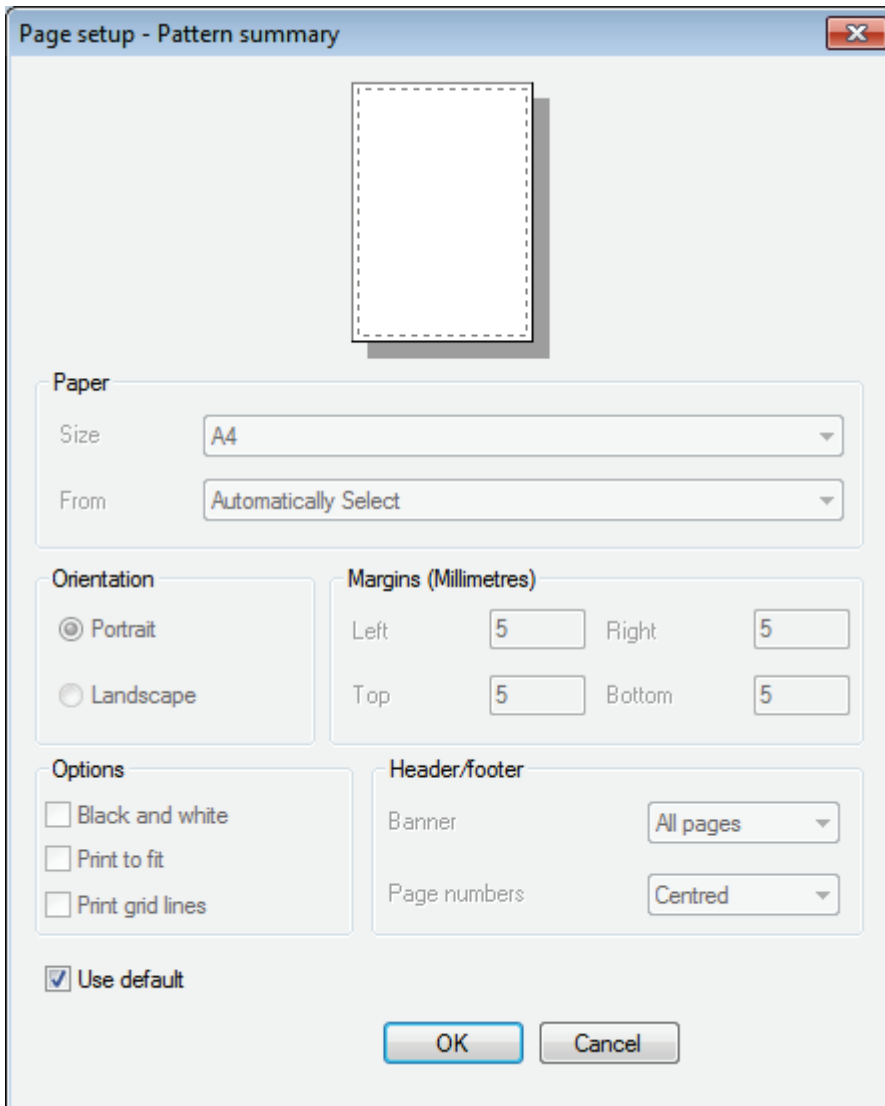 Page setup - Pattern summary
Paper
Size A4
From Automatically Select
Orientation
Portrait
Landscape
Margins (Millimetres)
Left 5 Right 5
Top 5 Bottom 5
Options
Black and white
Print to fit
Print grid lines
Header/footer
Banner All pages
Page numbers Centred
Use default
OK Cancel